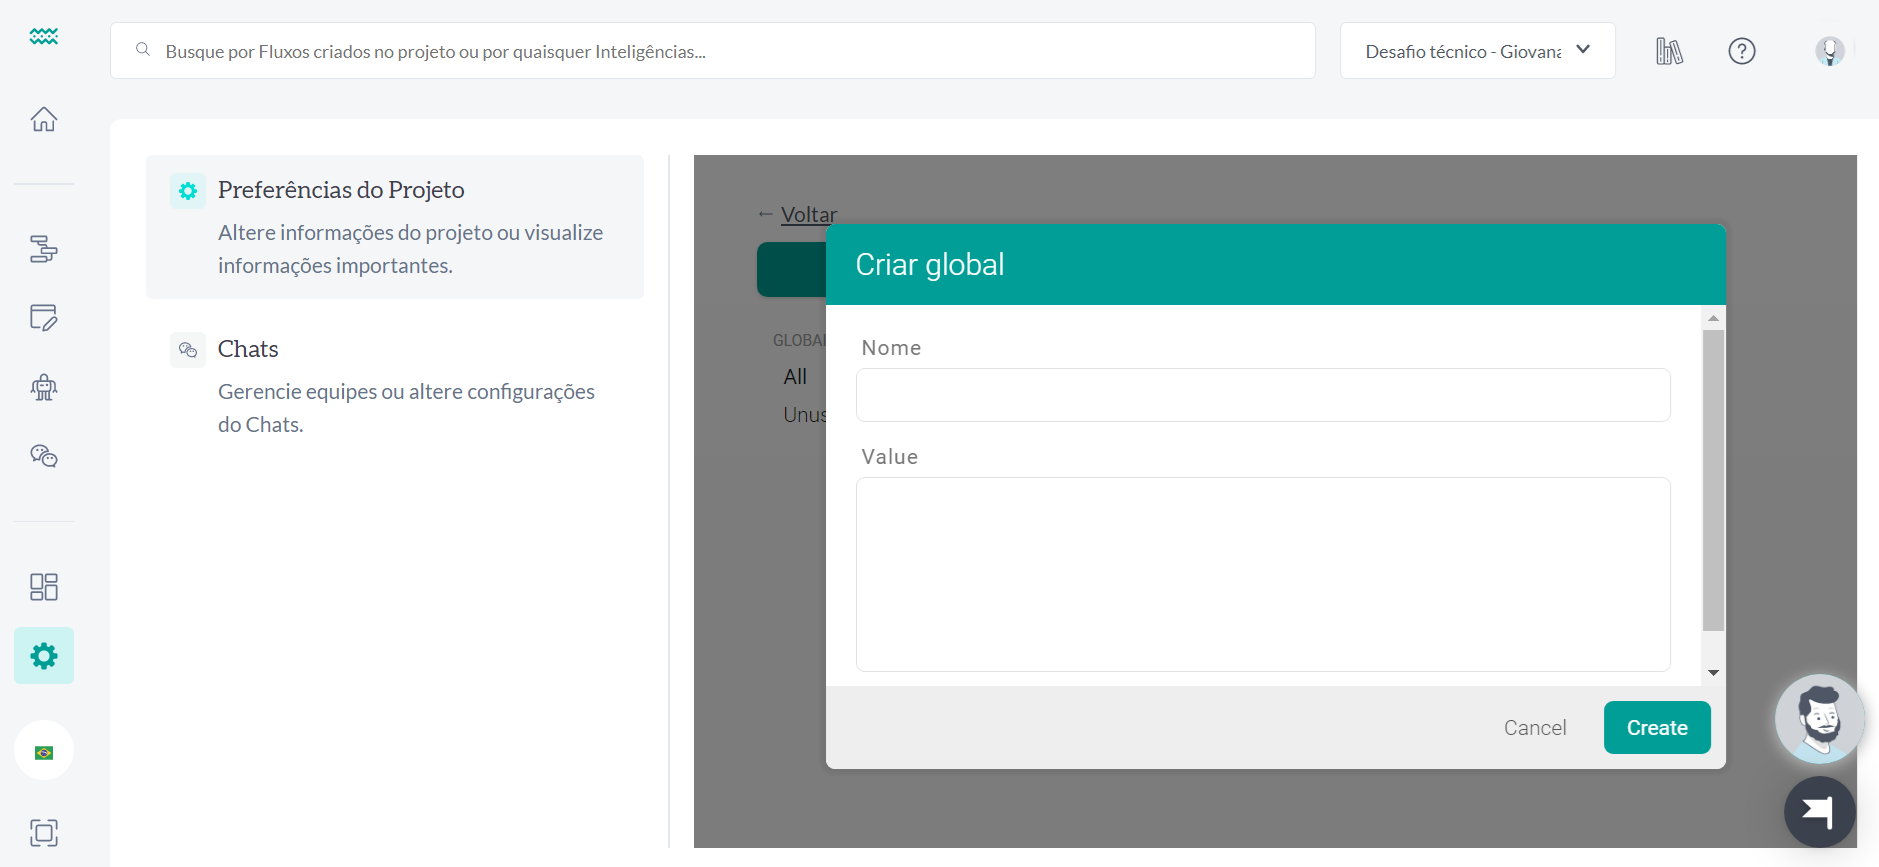 Busque por Fluxos criados no projeto ou por quaisquer Inteligências...
Desafio técnico - Giovana
Preferências do Projeto
Altere informações do projeto ou visualize
informações importantes.
Chats
Gerencie equipes ou altere configurações
do Chats.
← Voltar
GLOBAI
All
Unus
Criar global
Nome
Value
Cancel
Create